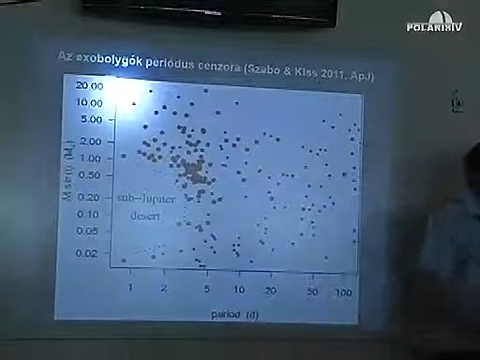 POLARISTV
Az exobolygók periódus cenzora (Szabó & Kiss 2011, ApJ)
20.00
10.00
5.00
2.00
1.00
0.50
0.20
0.10
0.05
0.02
sub-Jupiter
desert
1 2 5 10 20 50 100
period (d)